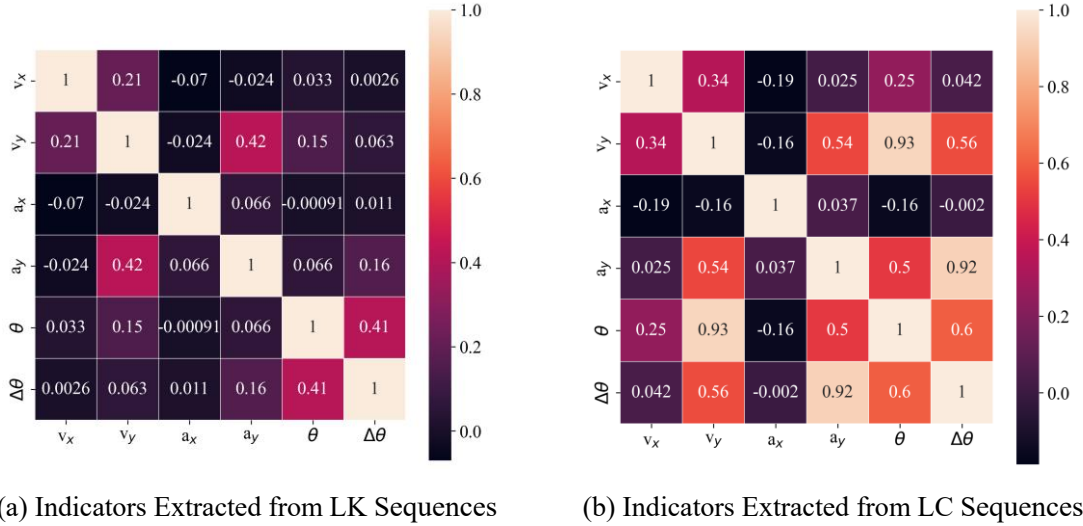 1.0
0.8
0.6
0.4
0.2
0.0
vₓ 1 0.21 -0.07 -0.024 0.033 0.0026
v_y 0.21 1 -0.024 0.42 0.15 0.063
aₓ -0.07 -0.024 1 0.066 -0.00091 0.011
a_y -0.024 0.42 0.066 1 0.066 0.16
θ 0.033 0.15 -0.00091 0.066 1 0.41
Δθ 0.0026 0.063 0.011 0.16 0.41 1
vₓ v_y aₓ a_y θ Δθ
(a) Indicators Extracted from LK Sequences
1.0
0.8
0.6
0.4
0.2
0.0
vₓ 1 0.34 -0.19 0.025 0.25 0.042
v_y 0.34 1 -0.16 0.54 0.93 0.56
aₓ -0.19 -0.16 1 0.037 -0.16 -0.002
a_y 0.025 0.54 0.037 1 0.5 0.92
θ 0.25 0.93 -0.16 0.5 1 0.6
Δθ 0.042 0.56 -0.002 0.92 0.6 1
vₓ v_y aₓ a_y θ Δθ
(b) Indicators Extracted from LC Sequences